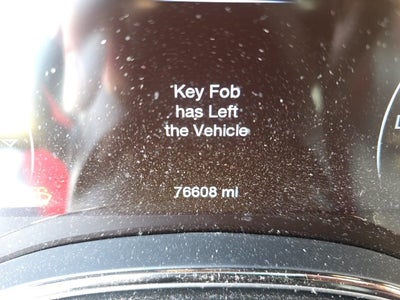 Key Fob
has Left
the Vehicle
76608 mi